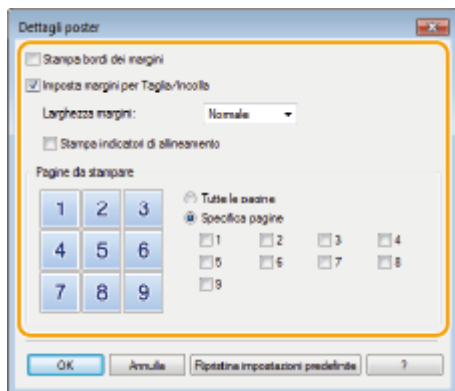 Dettagli poster
Stampa bordi dei margini
Imposta margini per Taglia/Incolla
Larghezza margini: Normale
Stampa indicatori di allineamento
Pagine da stampare
Tutte le pagine
Specifica pagine
1 2 3
4 5 6
7 8 9
1 2 3 4
5 6 7 8
9
OK Annulla Ripristina impostazioni predefinite ?